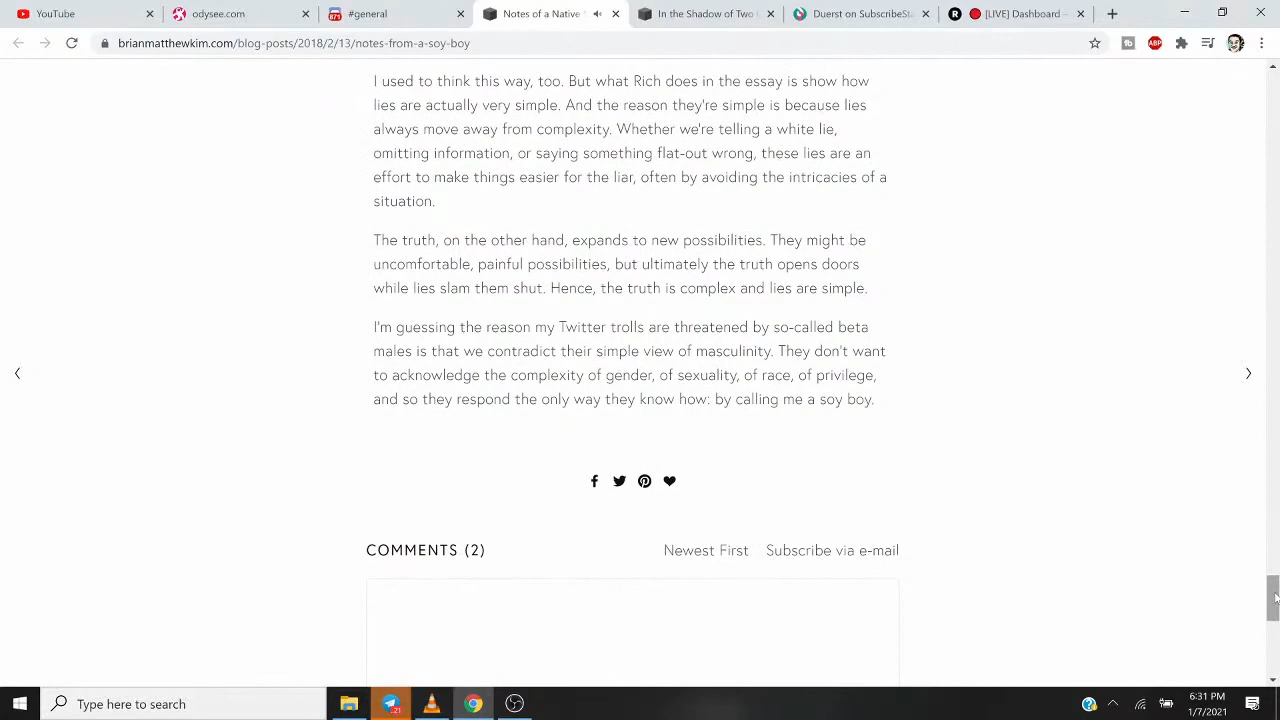 YouTube
odysee.com
871
#general
Notes of a Native
In the Shadow of Two
Duerst on SubscribeSta
R
[LIVE] Dashboard –
brianmatthewkim.com/blog-posts/2018/2/13/notes-from-a-soy-boy
fb
ABP
I used to think this way, too. But what Rich does in the essay is show how
lies are actually very simple. And the reason they're simple is because lies
always move away from complexity. Whether we're telling a white lie,
omitting information, or saying something flat-out wrong, these lies are an
effort to make things easier for the liar, often by avoiding the intricacies of a
situation.
The truth, on the other hand, expands to new possibilities. They might be
uncomfortable, painful possibilities, but ultimately the truth opens doors
while lies slam them shut. Hence, the truth is complex and lies are simple.
I'm guessing the reason my Twitter trolls are threatened by so-called beta
males is that we contradict their simple view of masculinity. They don't want
to acknowledge the complexity of gender, of sexuality, of race, of privilege,
and so they respond the only way they know how: by calling me a soy boy.
COMMENTS (2)
Newest First
Subscribe via e-mail
Type here to search
21
6:31 PM
1/7/2021